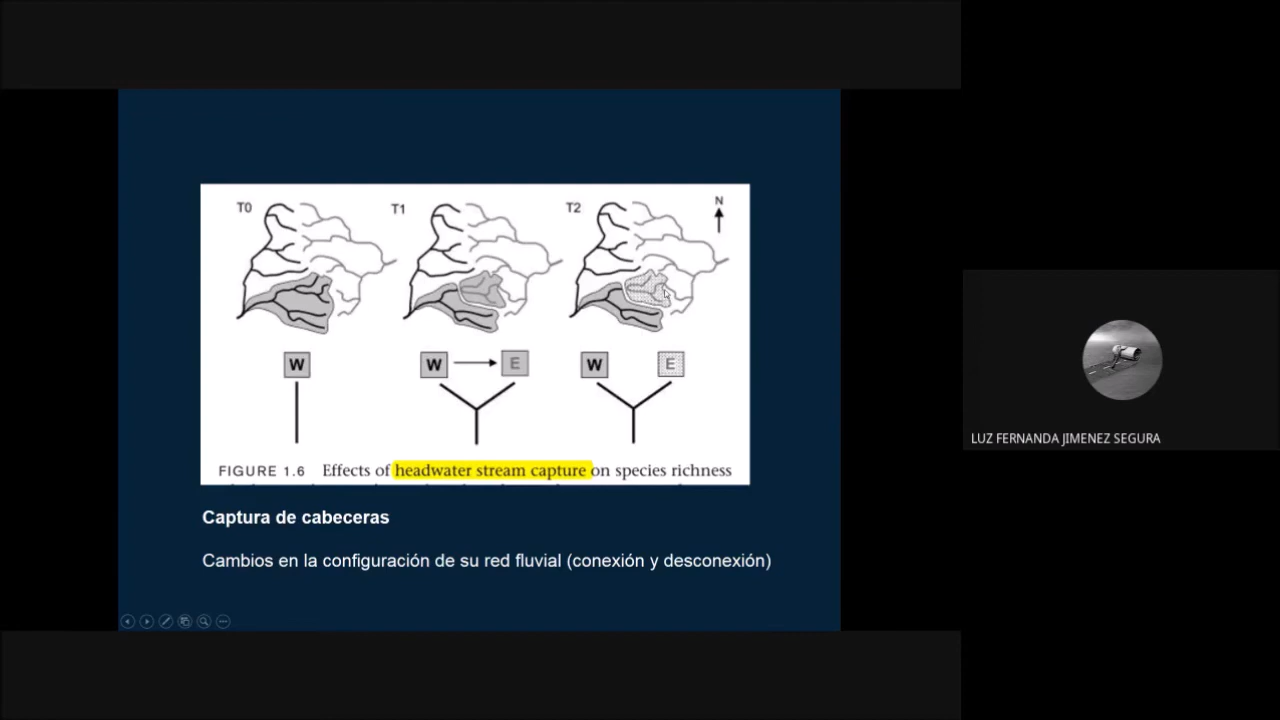 T0
T1
T2
N
W
W
E
W
E
FIGURE 1.6 Effects of headwater stream capture on species richness
Captura de cabeceras
Cambios en la configuración de su red fluvial (conexión y desconexión)
LUZ FERNANDA JIMENEZ SEGURA